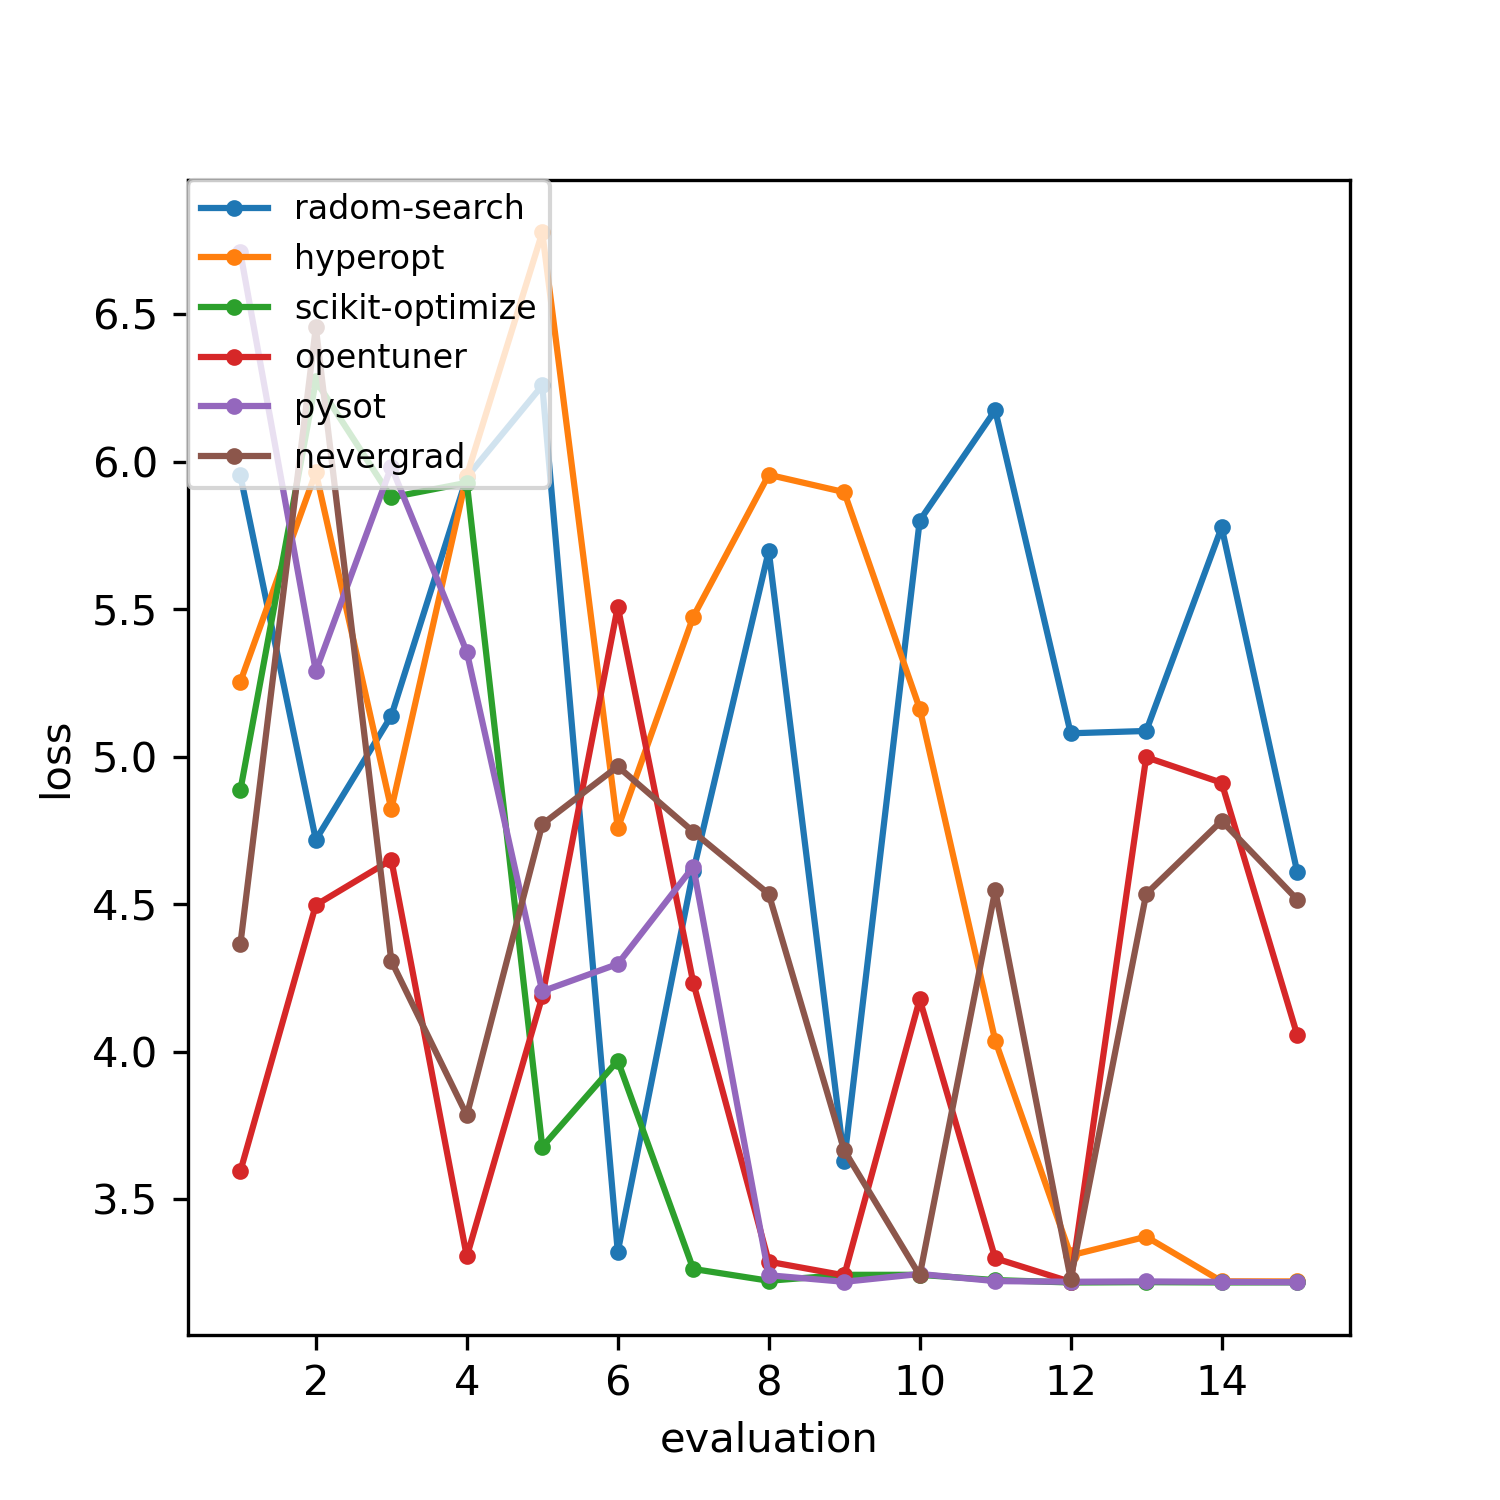 radom-search
hyperopt
scikit-optimize
opentuner
pysot
nevergrad
6.5
6.0
5.5
5.0
4.5
4.0
3.5
loss
2 4 6 8 10 12 14
evaluation